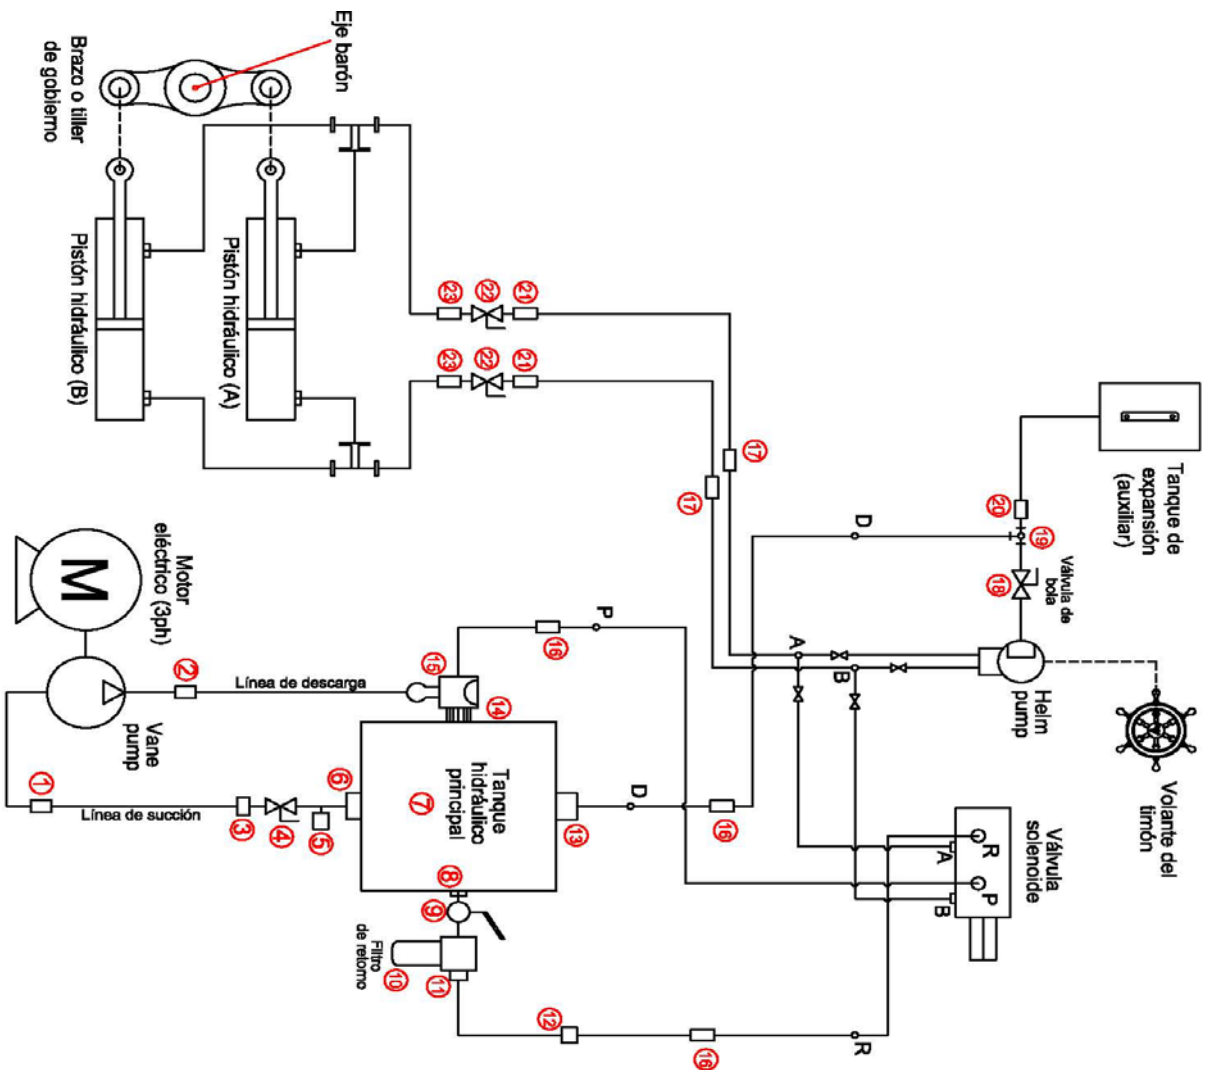 Eje barón
Brazo o tiller
de gobierno
Pistón hidráulico (A)
Pistón hidráulico (B)
23
22
21
23
22
21
17
17
Tanque de
expansión
(auxiliar)
20
19
18
Válvula de
bola
D
A
B
Helm
pump
Volante del
timón
Motor
eléctrico (3ph)
M
Vane
pump
2
Línea de descarga
15
14
16
P
1
Línea de succión
3
4
5
6
Tanque
hidráulico
principal
7
13
D
16
8
9
Filtro
de retorno
10
11
12
16
R
Válvula
solenoide
R
P
A
B